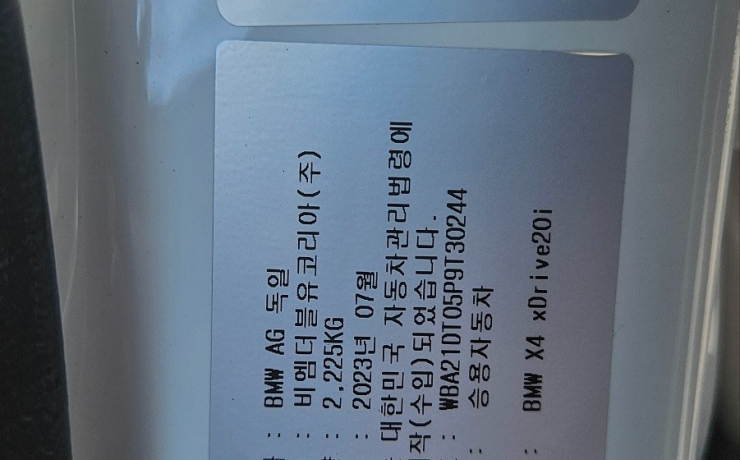 : BMW AG 독일
: 비엠더블유코리아(주)
: 2,225KG
: 2023년 07월
대한민국 자동차관리법령에
작(수입)되었습니다.
: WBA21DT05P9T30244
: 승용자동차
: BMW X4 xDrive20i